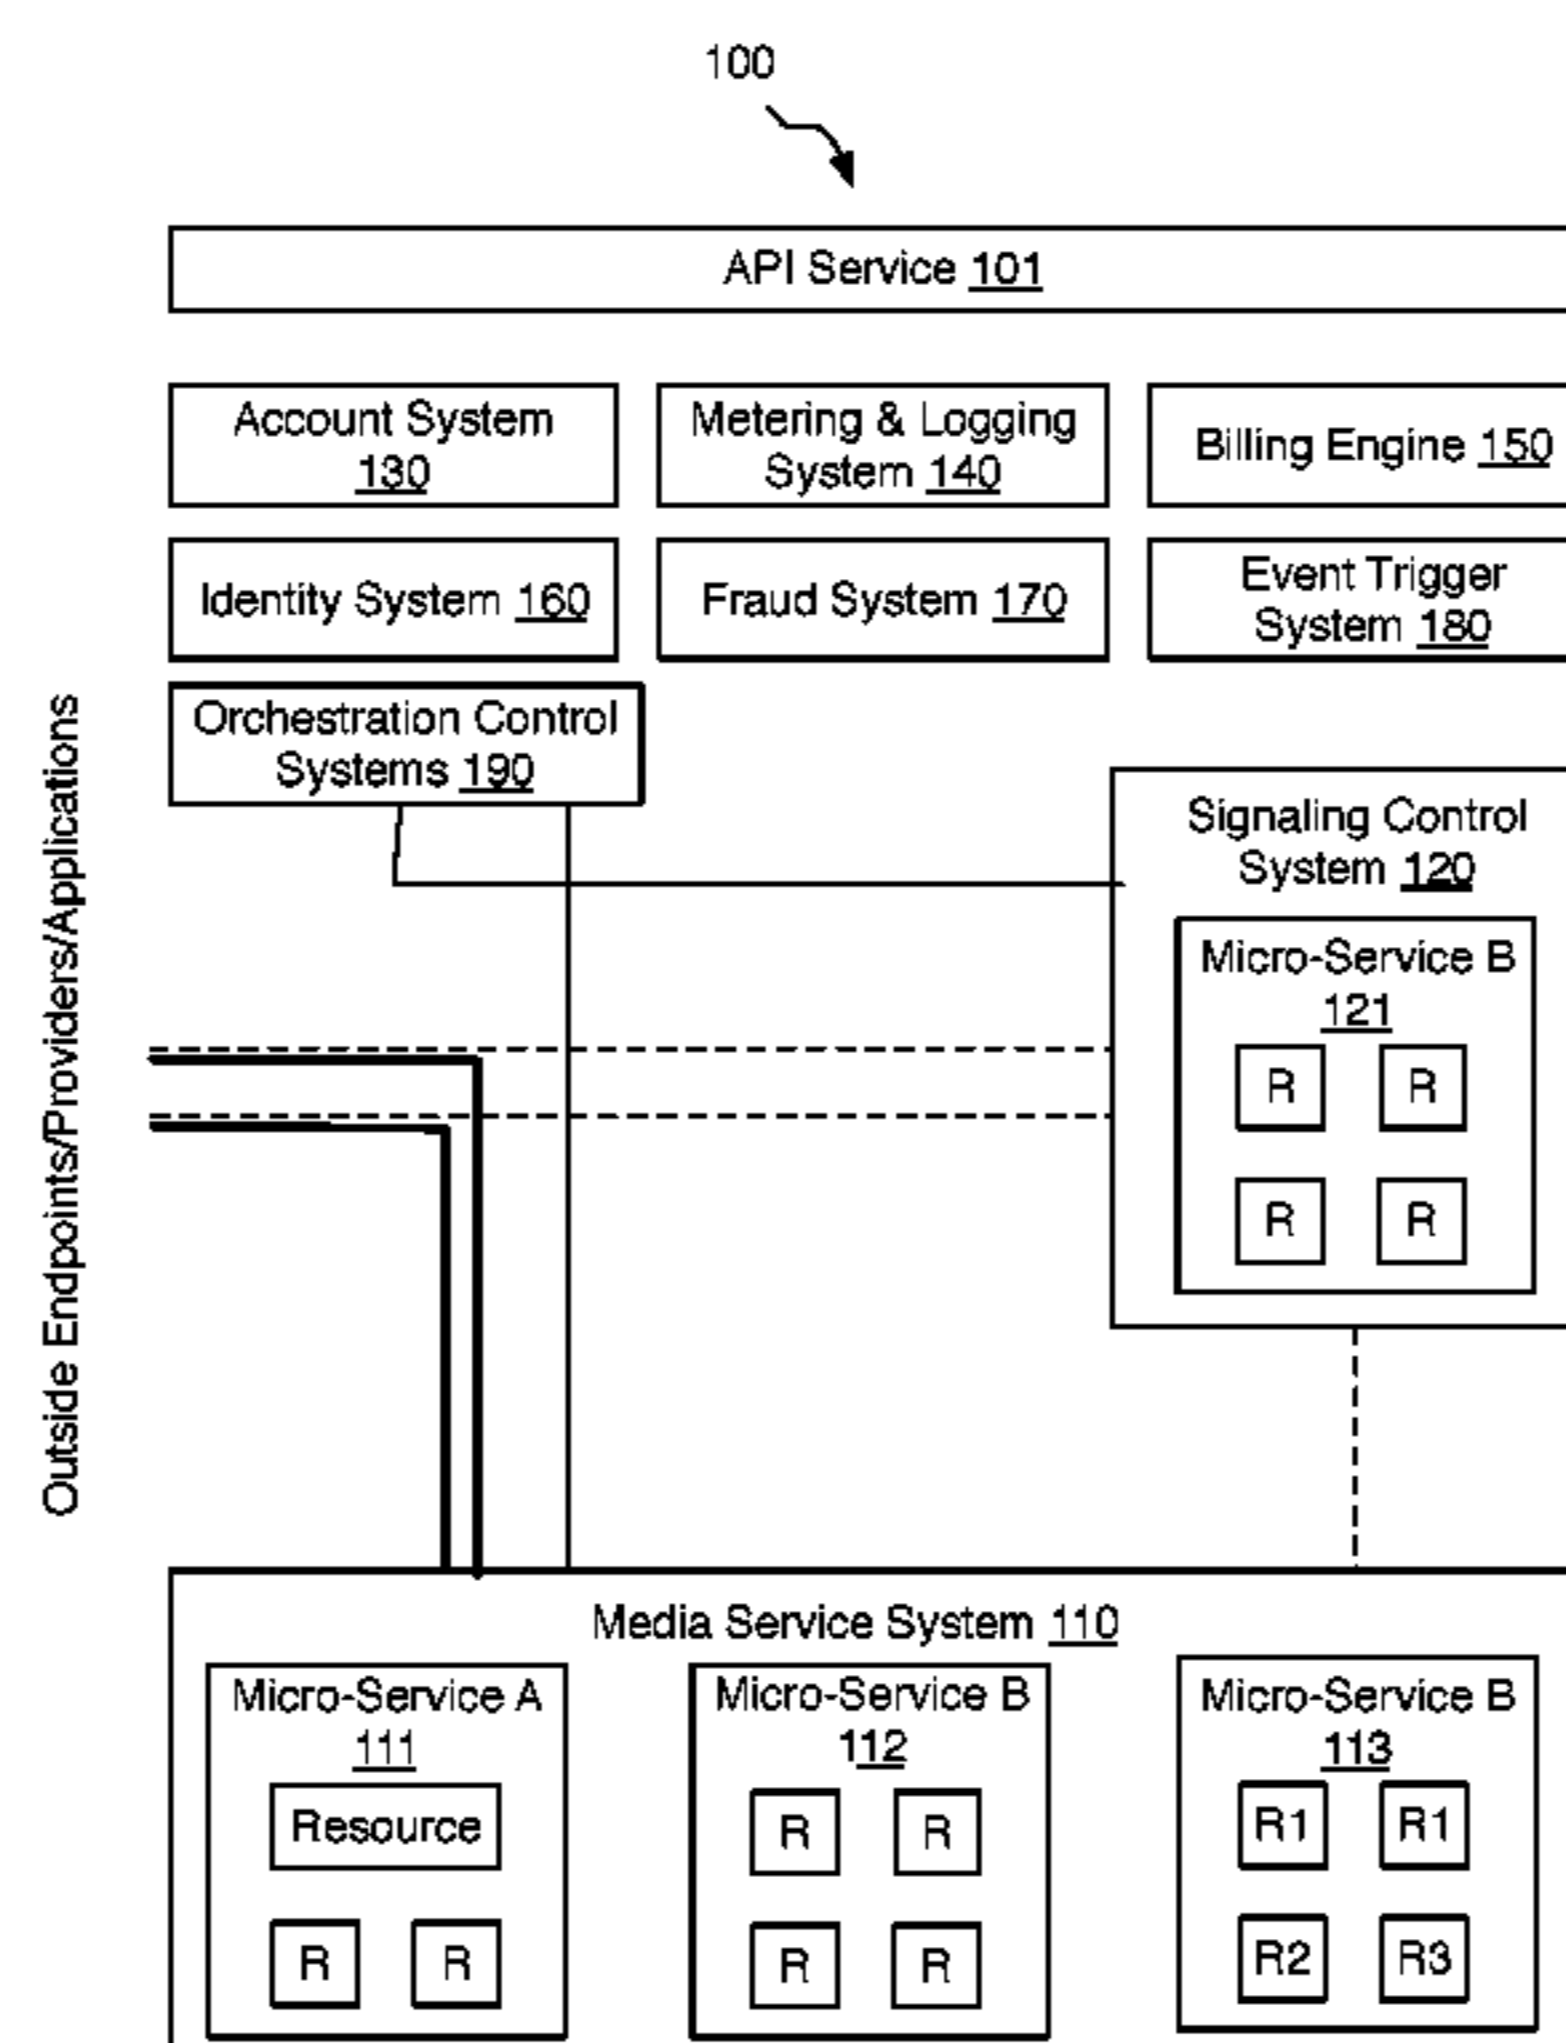 100
API Service 101
Account System
130
Metering & Logging
System 140
Billing Engine 150
Identity System 160
Fraud System 170
Event Trigger
System 180
Orchestration Control
Systems 190
Outside Endpoints/Providers/Applications
Signaling Control
System 120
Micro-Service B
121
R R
R R
Media Service System 110
Micro-Service A
111
Resource
R R
Micro-Service B
112
R R
R R
Micro-Service B
113
R1 R1
R2 R3